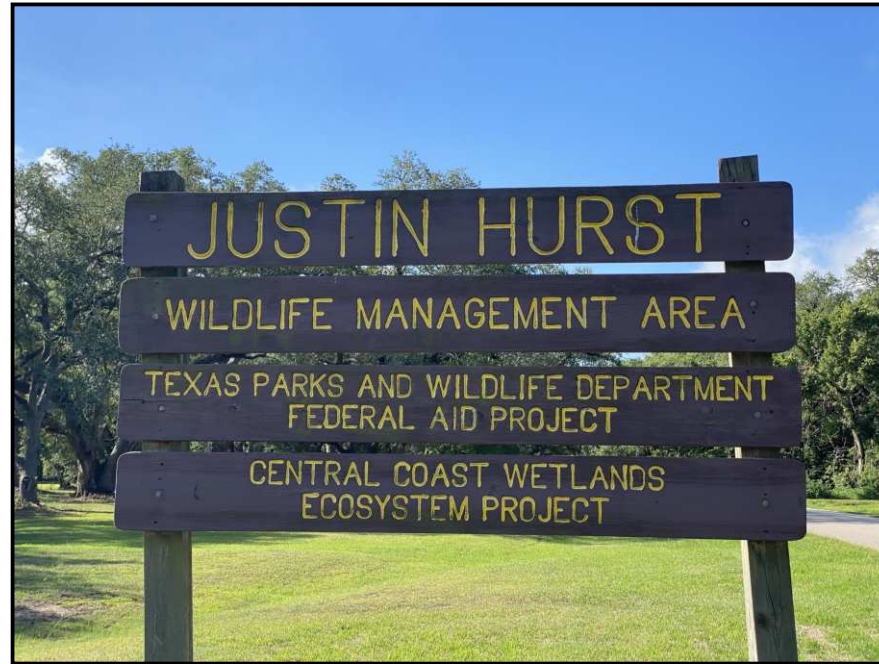 JUSTIN HURST
WILDLIFE MANAGEMENT AREA
TEXAS PARKS AND WILDLIFE DEPARTMENT
FEDERAL AID PROJECT
CENTRAL COAST WETLANDS
ECOSYSTEM PROJECT